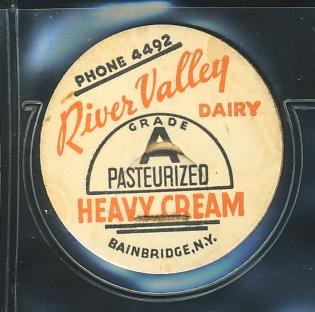 PHONE 4492
River Valley
DAIRY
GRADE
A
PASTEURIZED
HEAVY CREAM
BAINBRIDGE, N.Y.